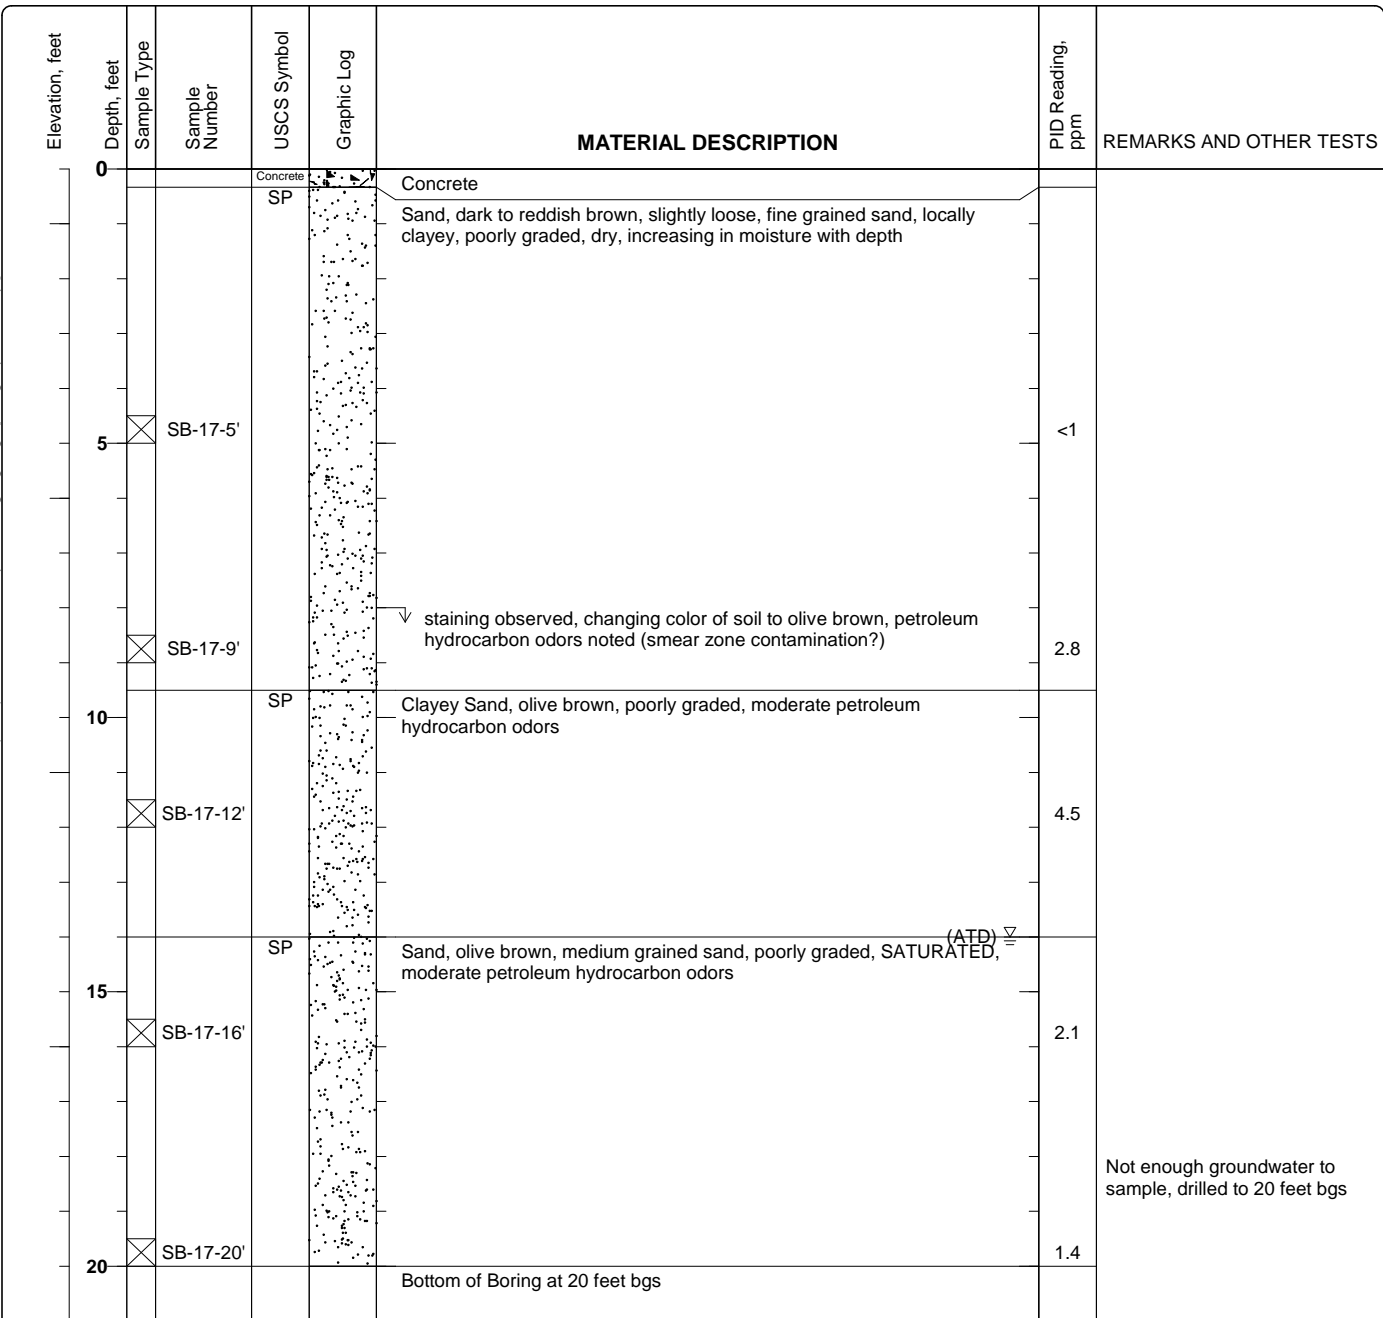 Elevation, feet
Depth, feet
Sample Type
Sample
Number
USCS Symbol
Graphic Log
MATERIAL DESCRIPTION
PID Reading,
ppm
REMARKS AND OTHER TESTS
0
Concrete
Concrete
SP
Sand, dark to reddish brown, slightly loose, fine grained sand, locally
clayey, poorly graded, dry, increasing in moisture with depth
SB-17-5'
<1
5
staining observed, changing color of soil to olive brown, petroleum
hydrocarbon odors noted (smear zone contamination?)
SB-17-9'
2.8
SP
Clayey Sand, olive brown, poorly graded, moderate petroleum
hydrocarbon odors
10
SB-17-12'
4.5
(ATD)
SP
Sand, olive brown, medium grained sand, poorly graded, SATURATED,
moderate petroleum hydrocarbon odors
15
SB-17-16'
2.1
Not enough groundwater to
sample, drilled to 20 feet bgs
SB-17-20'
1.4
20
Bottom of Boring at 20 feet bgs